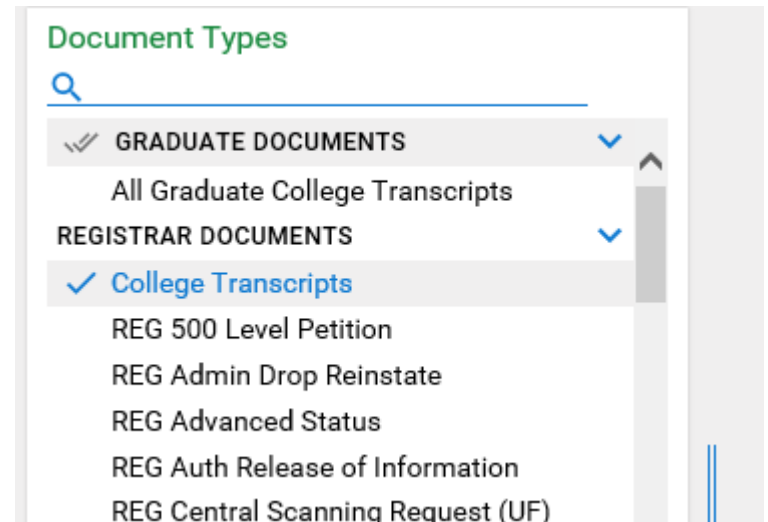 Document Types
GRADUATE DOCUMENTS
All Graduate College Transcripts
REGISTRAR DOCUMENTS
College Transcripts
REG 500 Level Petition
REG Admin Drop Reinstate
REG Advanced Status
REG Auth Release of Information
REG Central Scanning Request (UF)